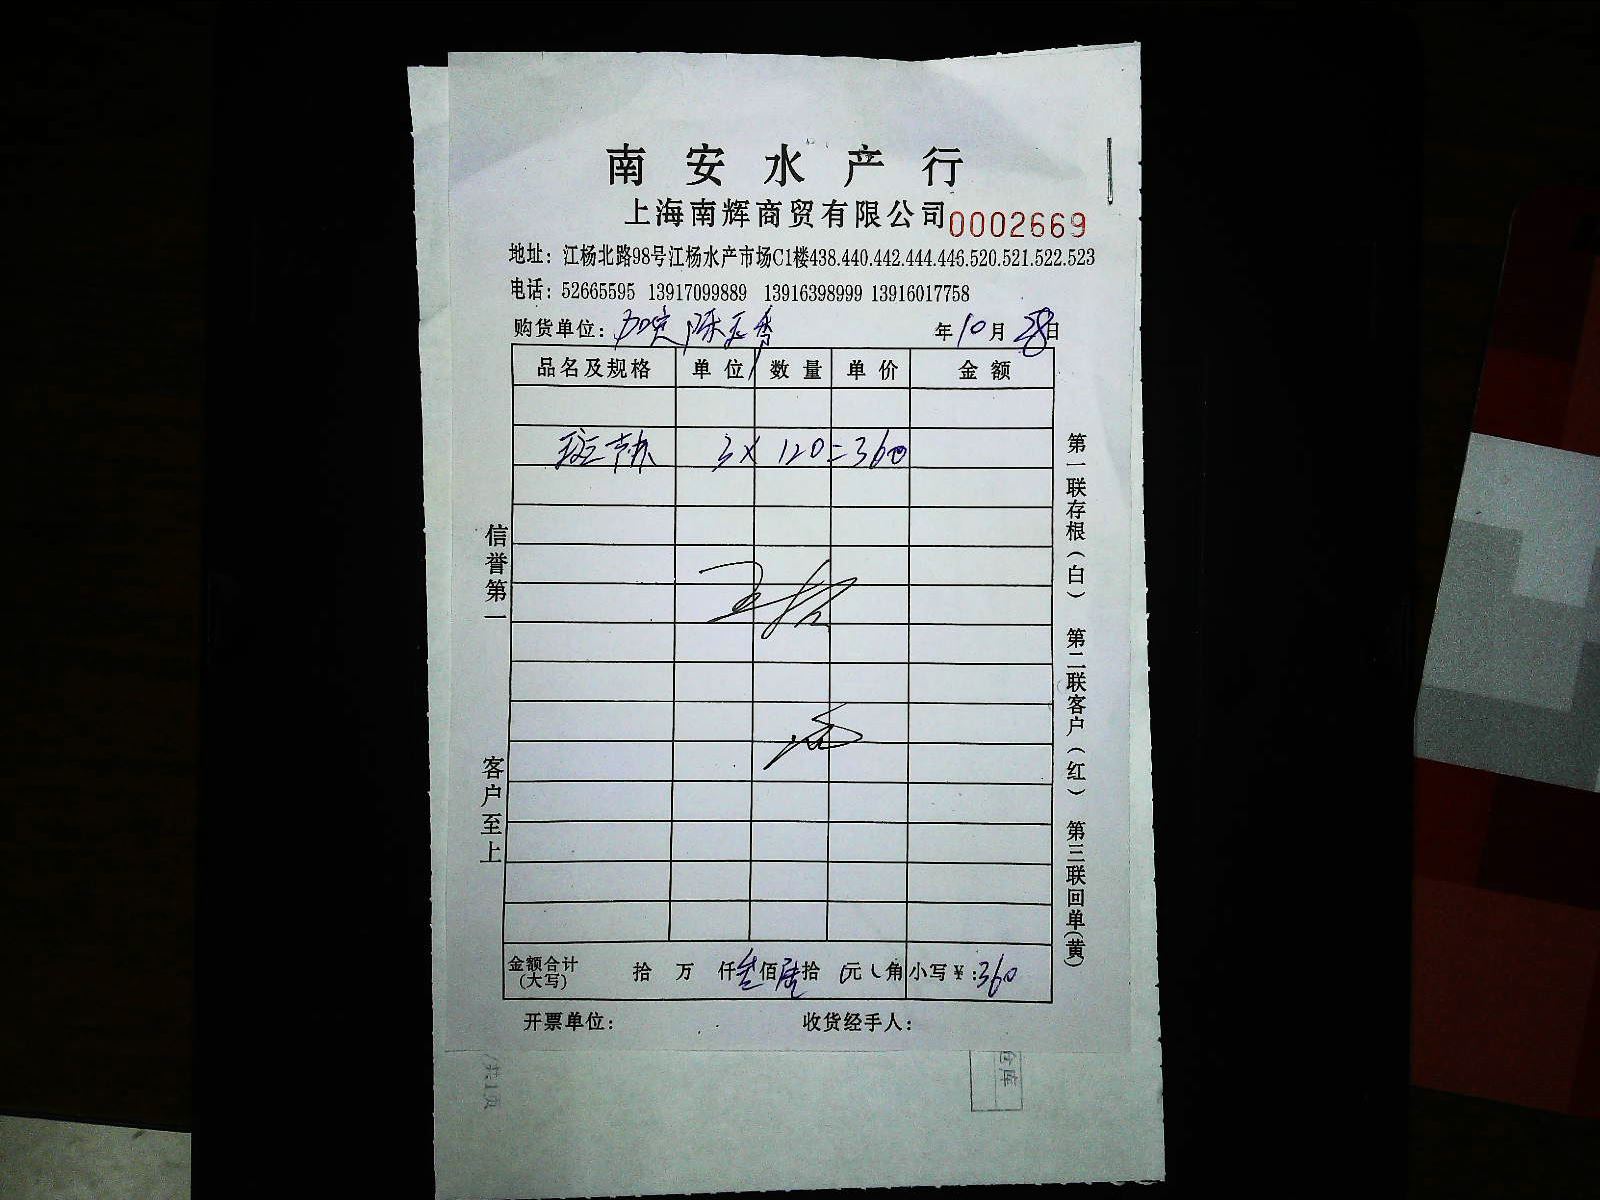 南安水产行
上海南辉商贸有限公司 0002669
地址：江杨北路98号江杨水产市场C1楼438.440.442.444.446.520.521.522.523
电话：52665595 13917099889 13916398999 13916017758
购货单位： 年10月28日
品名及规格 单位 数量 单价 金额
3×120=360
信誉第一
客户至上
第一联存根(白) 第二联客户(红) 第三联回单(黄)
金额合计(大写) 拾 万 仟叁佰陆拾 元 角 小写￥:360
开票单位： 收货经手人：
仓库